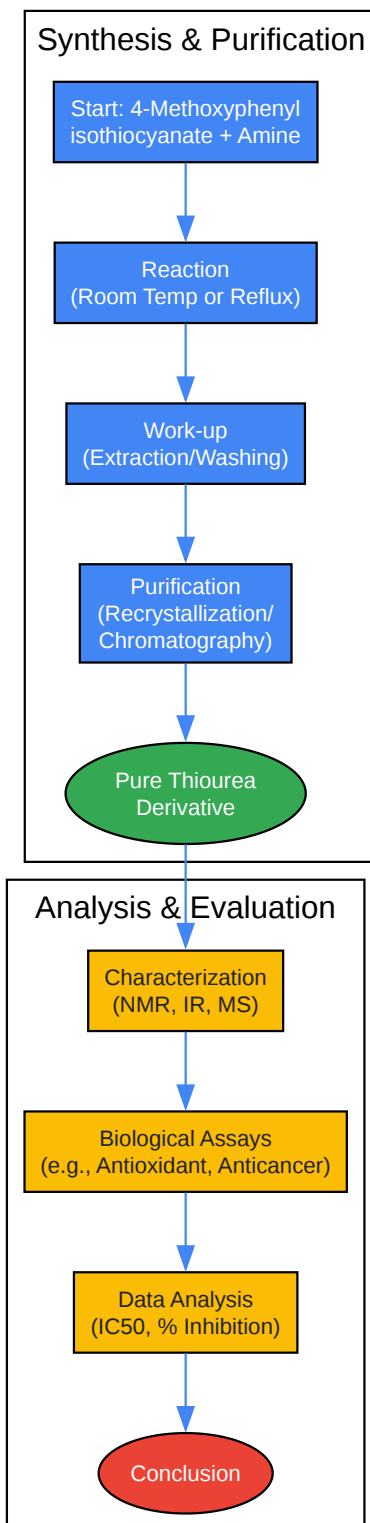 Synthesis & Purification
Start: 4-Methoxyphenyl
isothiocyanate + Amine
Reaction
(Room Temp or Reflux)
Work-up
(Extraction/Washing)
Purification
(Recrystallization/
Chromatography)
Pure Thiourea
Derivative
Analysis & Evaluation
Characterization
(NMR, IR, MS)
Biological Assays
(e.g., Antioxidant, Anticancer)
Data Analysis
(IC50, % Inhibition)
Conclusion